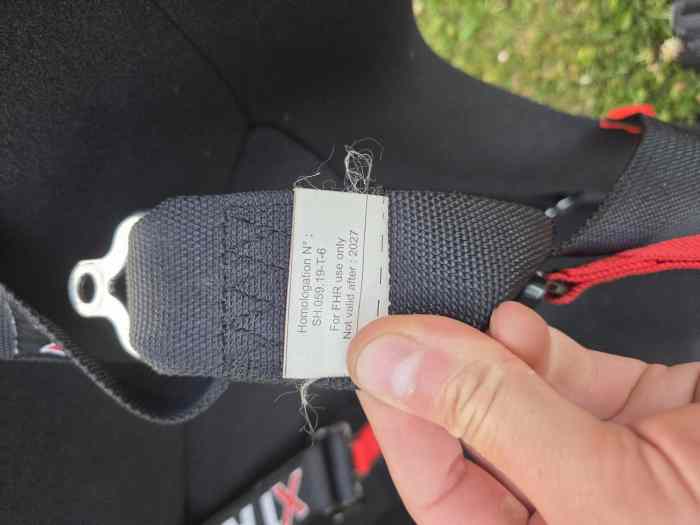 Homologation N° :
SH.059.19-T-6
For FHR use only
Not valid after : 2027